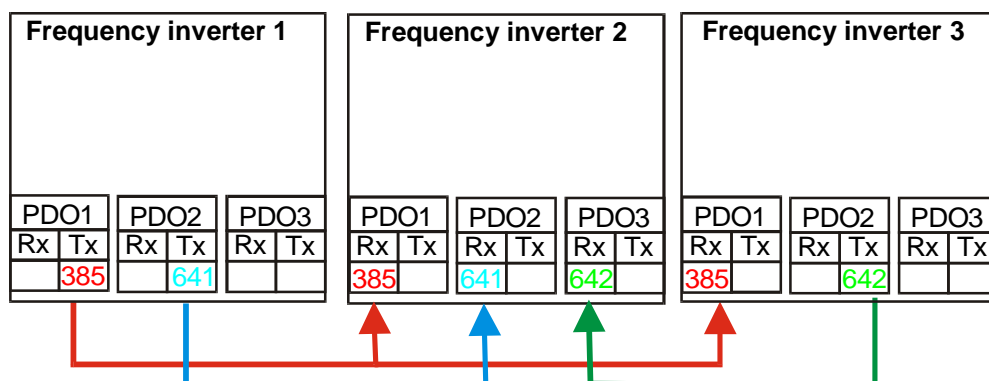 Frequency inverter 1
Frequency inverter 2
Frequency inverter 3
PDO1 PDO2 PDO3
Rx Tx Rx Tx Rx Tx
385 641
PDO1 PDO2 PDO3
Rx Tx Rx Tx Rx Tx
385 641 642
PDO1 PDO2 PDO3
Rx Tx Rx Tx Rx Tx
385 642